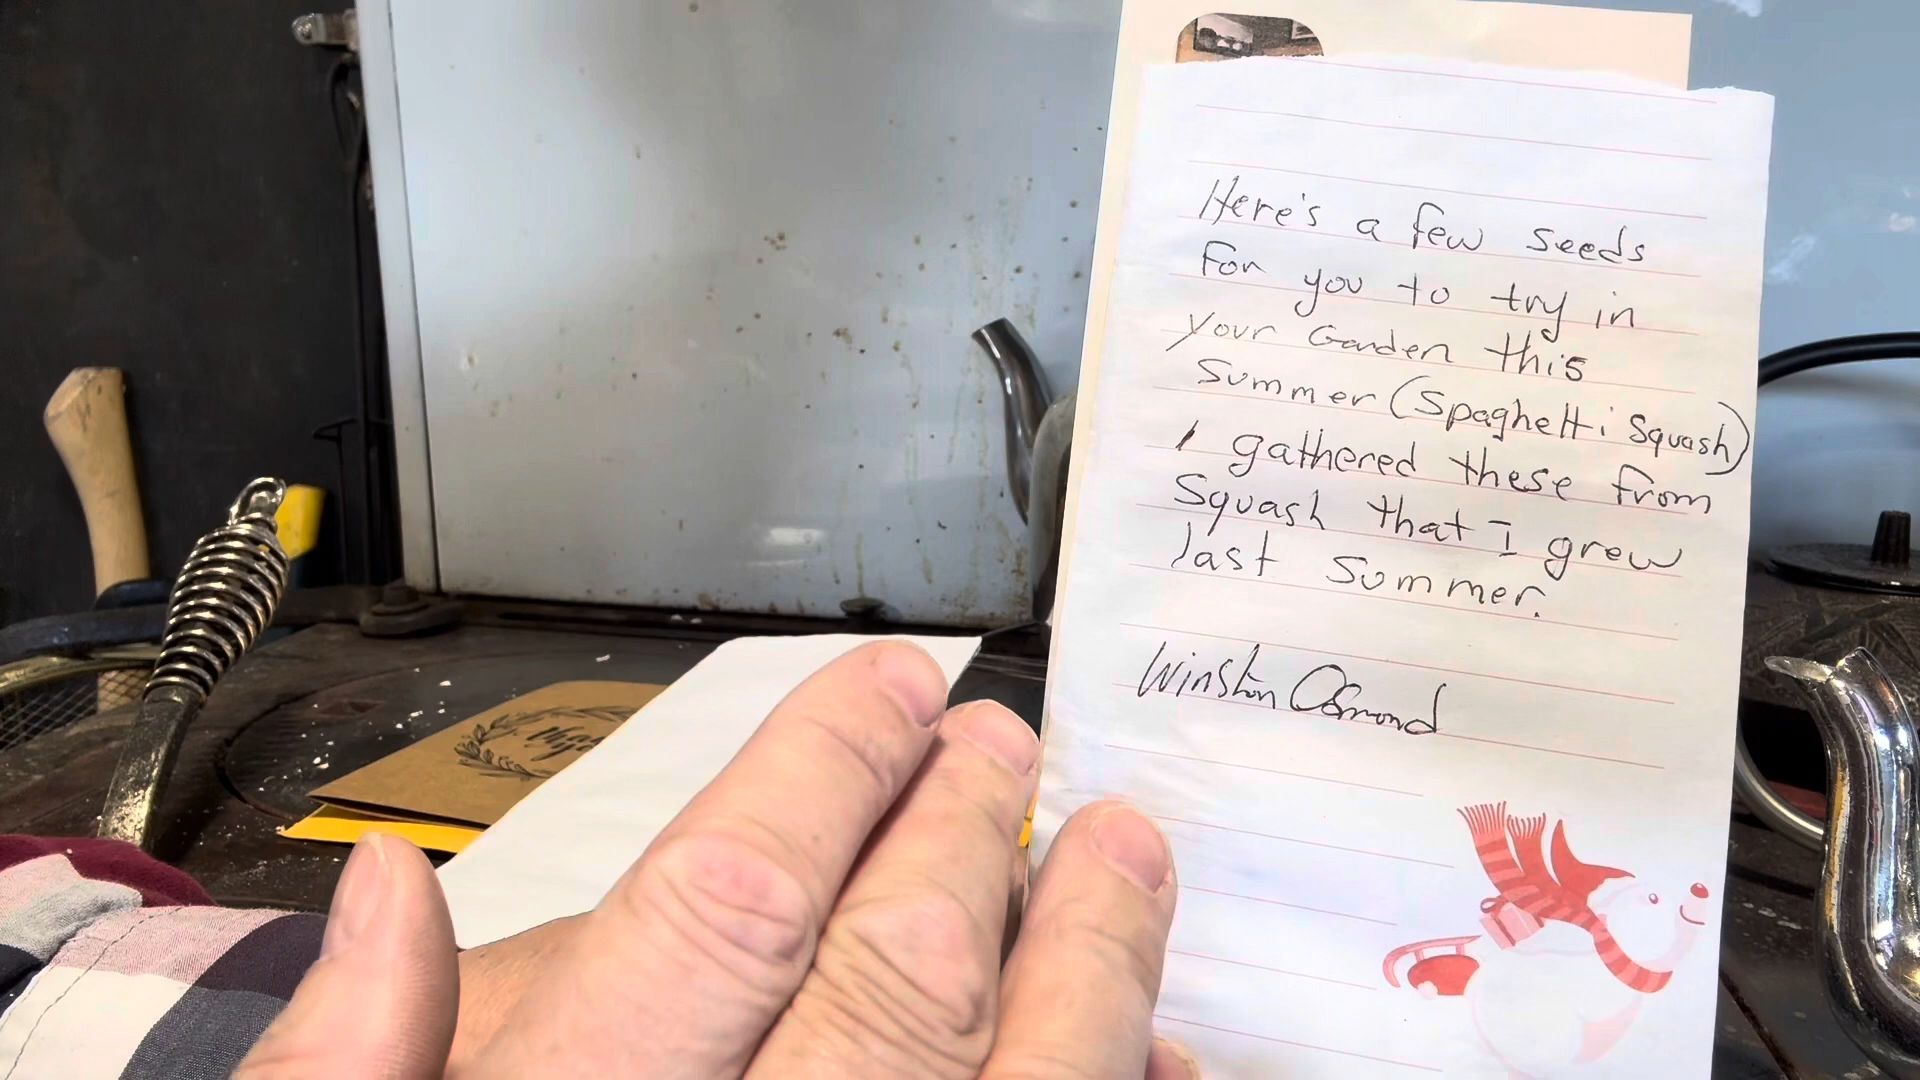 Here's a few seeds
For you to try in
your Garden this
Summer (Spaghetti Squash)
I gathered these from
Squash that I grew
last Summer.
Winston Osmond